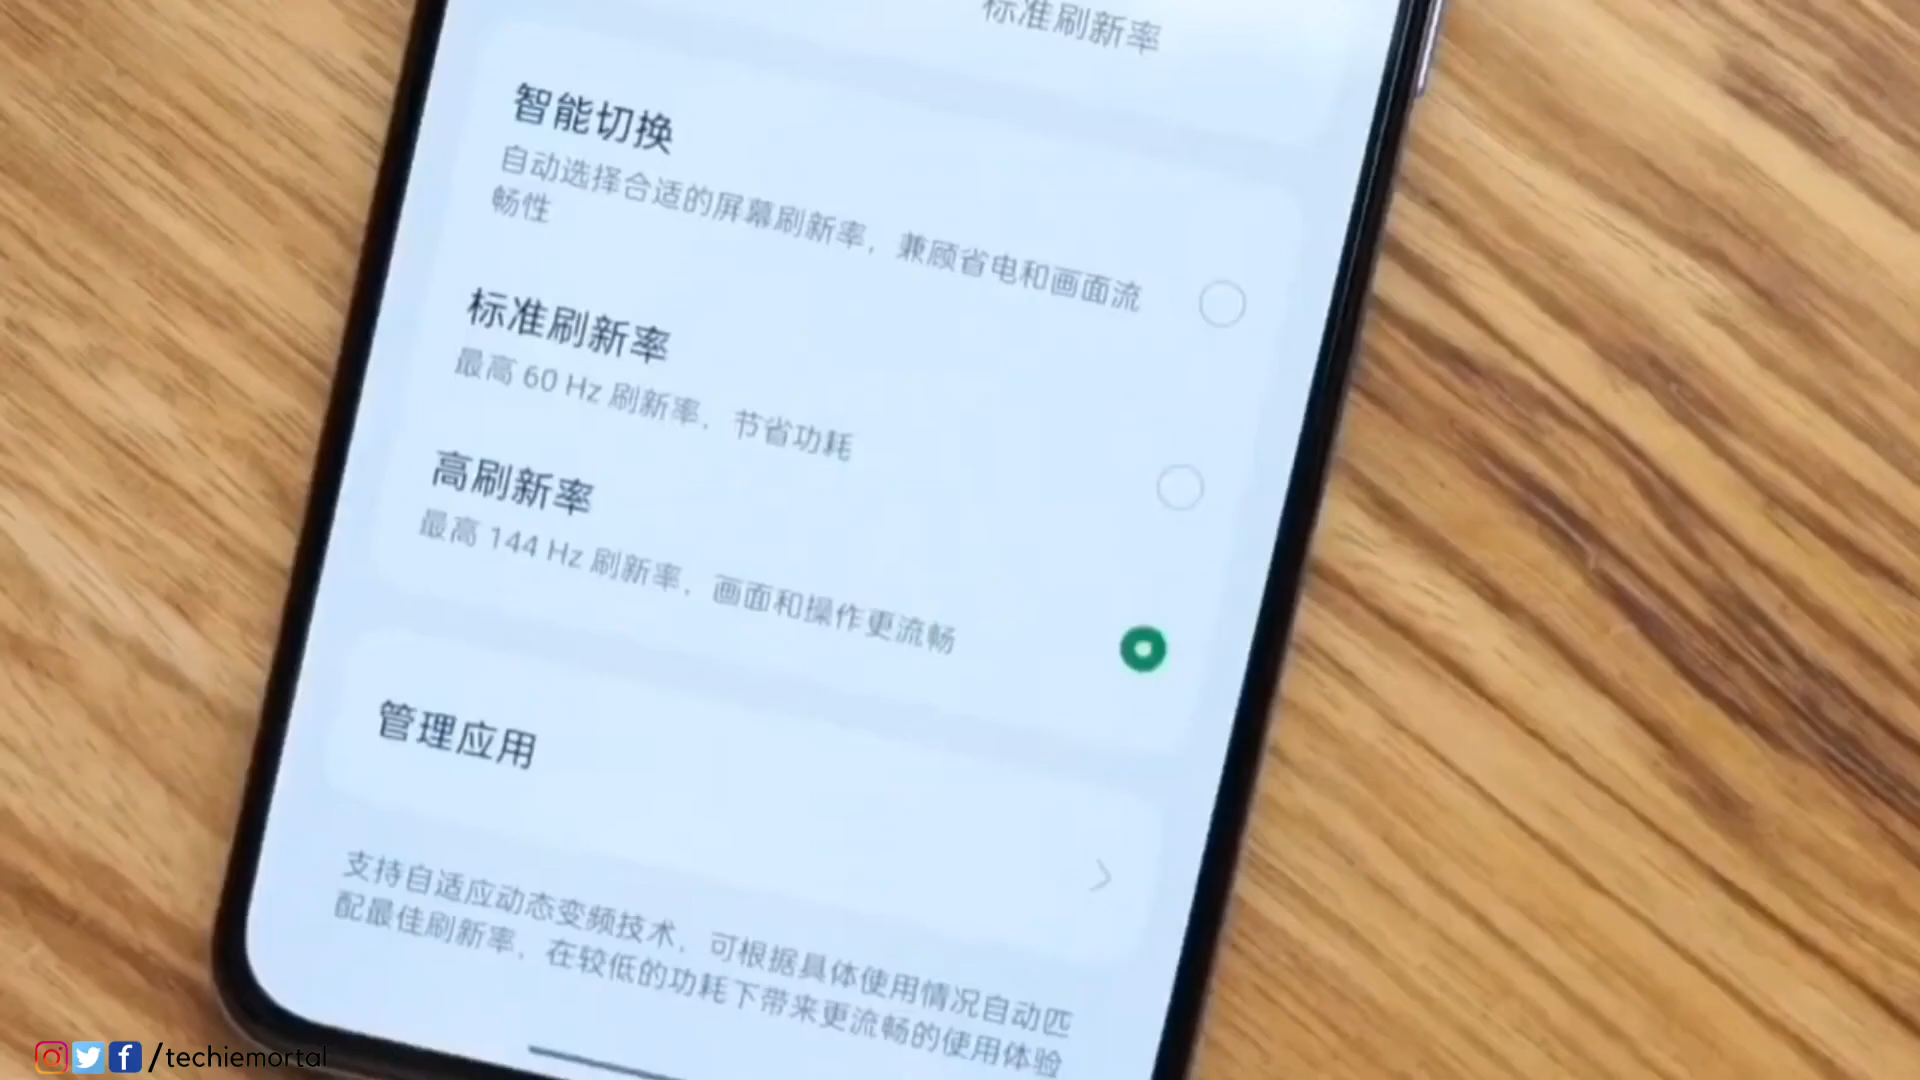 标准刷新率
智能切换
自动选择合适的屏幕刷新率，兼顾省电和画面流
畅性
标准刷新率
最高 60 Hz 刷新率，节省功耗
高刷新率
最高 144 Hz 刷新率，画面和操作更流畅
管理应用
支持自适应动态变频技术，可根据具体使用情况自动匹
配最佳刷新率，在较低的功耗下带来更流畅的使用体验
/techiemortal